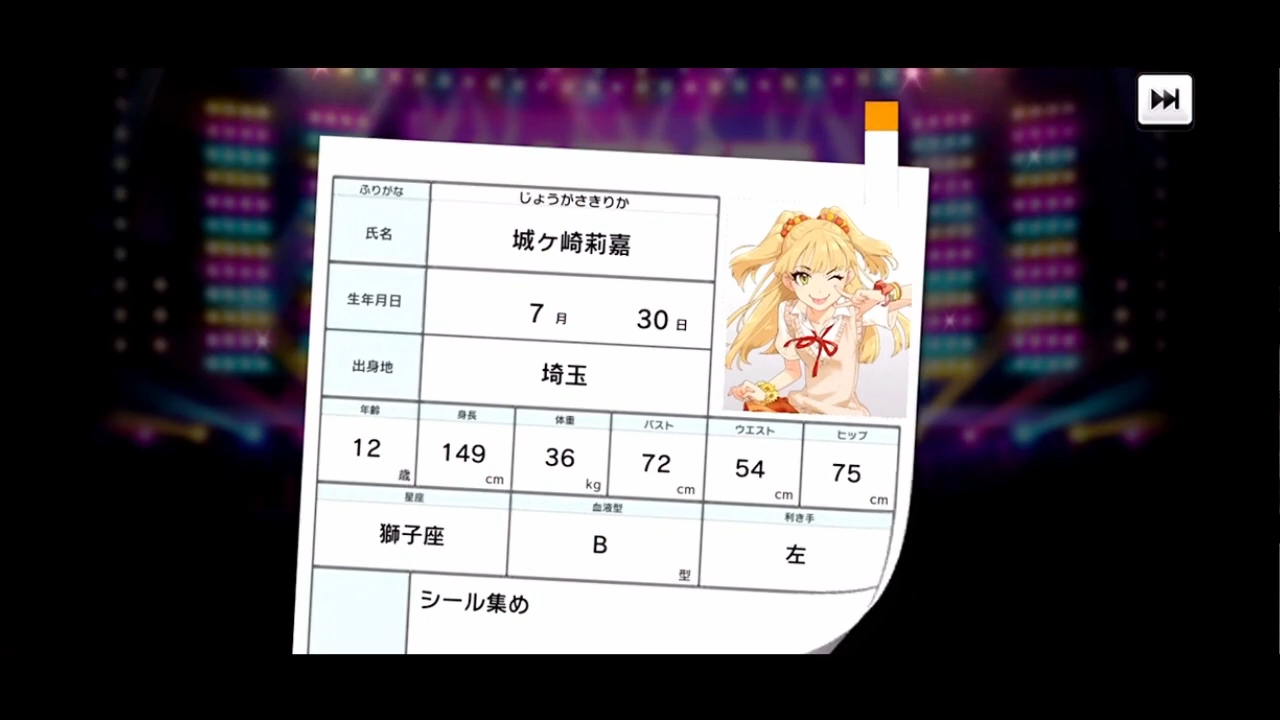 ふりがな
じょうがさきりか
氏名
城ヶ崎莉嘉
生年月日
7月 30日
出身地
埼玉
年齢 身長 体重 バスト ウエスト ヒップ
12歳 149cm 36kg 72cm 54cm 75cm
星座 血液型 利き手
獅子座 B型 左
シール集め